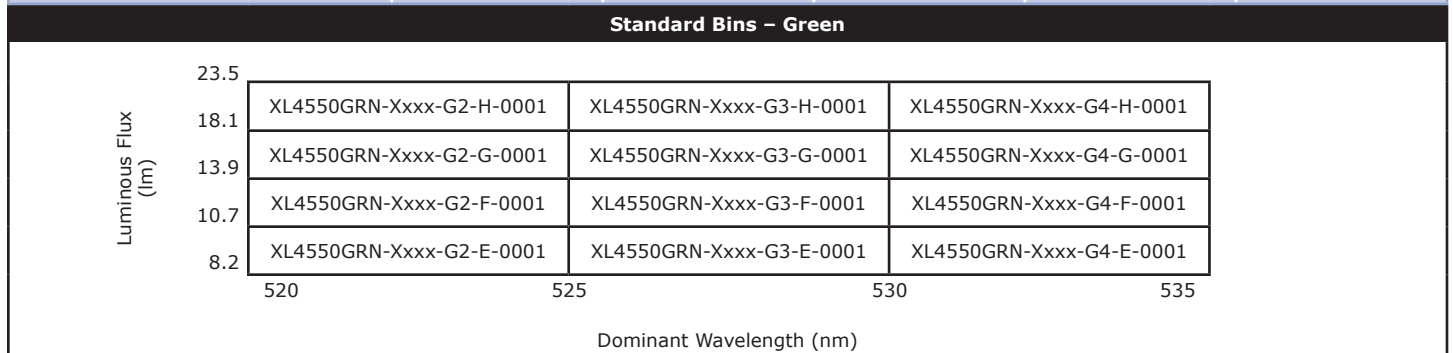 Standard Bins – Green
23.5
XL4550GRN-Xxxx-G2-H-0001 XL4550GRN-Xxxx-G3-H-0001 XL4550GRN-Xxxx-G4-H-0001
18.1
XL4550GRN-Xxxx-G2-G-0001 XL4550GRN-Xxxx-G3-G-0001 XL4550GRN-Xxxx-G4-G-0001
13.9
XL4550GRN-Xxxx-G2-F-0001 XL4550GRN-Xxxx-G3-F-0001 XL4550GRN-Xxxx-G4-F-0001
10.7
XL4550GRN-Xxxx-G2-E-0001 XL4550GRN-Xxxx-G3-E-0001 XL4550GRN-Xxxx-G4-E-0001
8.2
Luminous Flux
(lm)
520 525 530 535
Dominant Wavelength (nm)